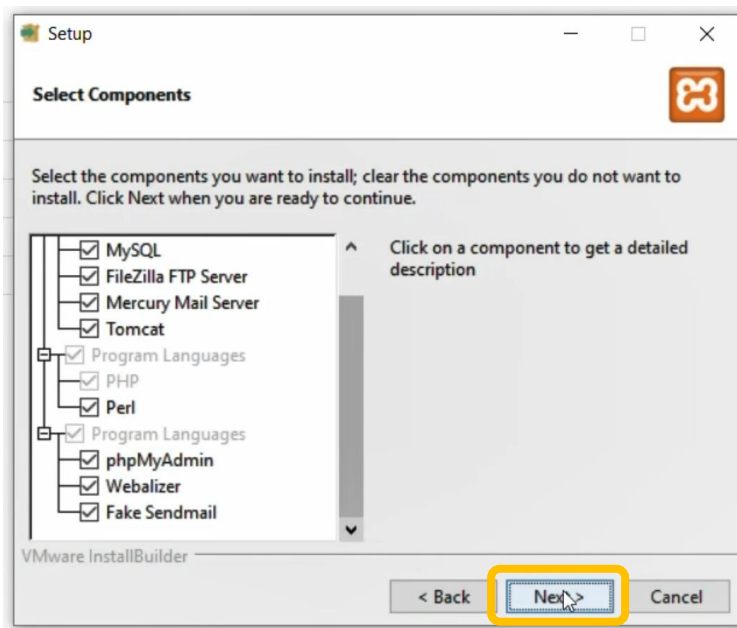 Setup
Select Components
Select the components you want to install; clear the components you do not want to
install. Click Next when you are ready to continue.
MySQL
FileZilla FTP Server
Mercury Mail Server
Tomcat
Program Languages
PHP
Perl
Program Languages
phpMyAdmin
Webalizer
Fake Sendmail
Click on a component to get a detailed
description
VMware InstallBuilder
< Back
Next >
Cancel